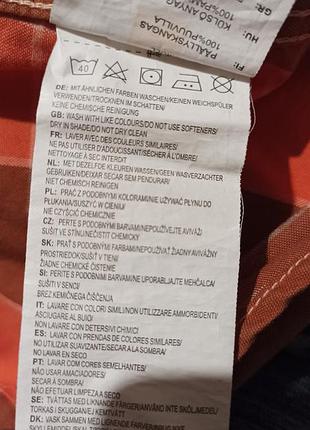 GR:
100%ΒΑΜ
HU:
KÜLSŐ ANYAG
100%PAMUT
FI:
PÄÄLLYSKANGAS
100%PUUVILLA
40
DE: MIT ÄHNLICHEN FARBEN WASCHEN/KEINEN WEICHSPÜLER
VERWENDEN/TROCKNEN IM SCHATTEN/
KEINE CHEMISCHE REINIGUNG
GB: WASH WITH LIKE COLOURS/DO NOT USE SOFTENERS/
DRY IN SHADE/DO NOT DRY CLEAN
FR: LAVER AVEC DES COULEURS SIMILAIRES/
NE PAS UTILISER D'ADOUCISSANT/SÉCHER À L'OMBRE/
NETTOYAGE À SEC INTERDIT
NL: MET DEZELFDE KLEUREN WASSEN/GEEN WASVERZACHTER
GEBRUIKEN/DEIXAR SECAR SEM PENDURAR/
NIET CHEMISCH REINIGEN
PL: PRAĆ Z PODOBNYMI KOLORAMI/NIE UŻYWAĆ PŁYNU DO
PŁUKANIA/SUSZYĆ W CIENIU/
NIE CZYŚCIĆ CHEMICZNIE
CZ: PERTE S PODOBNÝMI BARVAMI/NEPOUŽÍVEJTE AVIVÁŽ/
SUŠIT VE STÍNU/NEČISTIT CHEMICKY
SK: PRAŤ S PODOBNÝMI FARBAMI/NEPOUŽÍVAŤ ŽIADNY AVIVÁŽNY
PROSTRIEDOK/SUŠIŤ V TIENI/
ŽIADNE CHEMICKÉ ČISTENIE
SI: PERITE S PODOBNIMI BARVAMI/NE UPORABLJAJTE MEHČALCA/
SUŠITI V SENCI/
BREZ KEMIČNEGA ČIŠČENJA
IT: LAVARE CON COLORI SIMILI/NON UTILIZZARE AMMORBIDENTI/
ASCIUGARE AL BUIO/
NON LAVARE CON DETERSIVI CHIMICI
ES: LAVAR CON PRENDAS DE COLORES SIMILARES/
NO UTILIZAR SUAVIZANTE/SECAR A LA SOMBRA/
NO LAVAR EN SECO
PT: LAVAR COM CORES SEMELHANTES/
NÃO USAR AMACIADORES/
NÃO EFETUAR LIMPEZA A SECO
SE: TVÄTTAS MED LIKNANDE FÄRGER/ANVÄND INTE SKÖLJMEDEL/
TORKAS I SKUGGAN/EJ KEMTVÄTT
DK: VASK SAMMEN MED LIGNENDE FARVER/